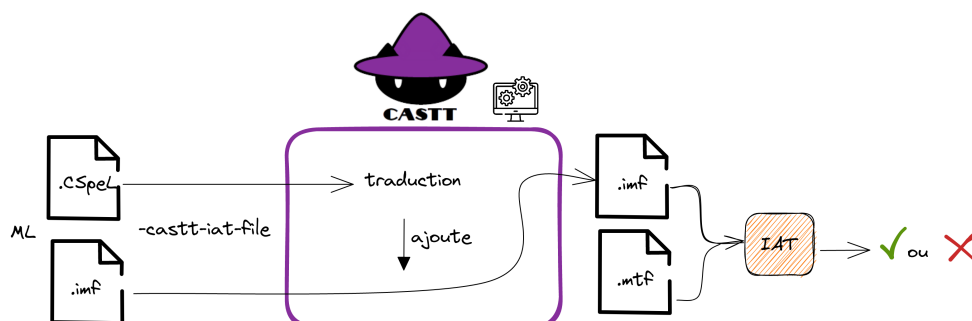 CASTT
.CSpeL
traduction
.imf
ML
-castt-iat-file
ajoute
IAT
ou
.imf
.mtf